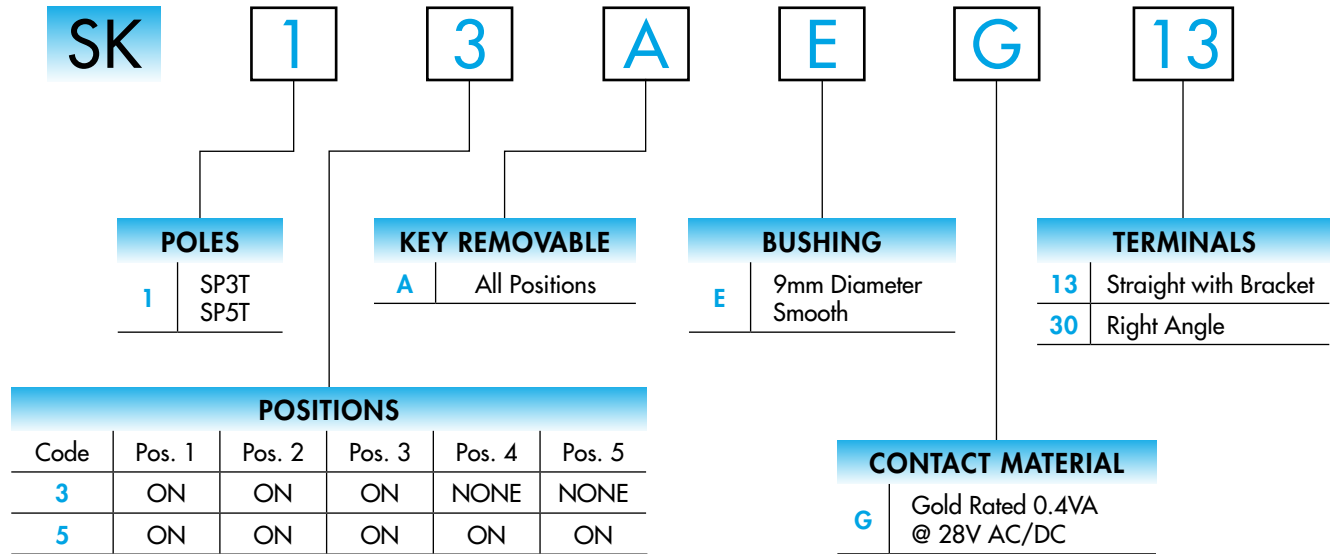 SK 1 3 A E G 13
POLES
1 SP3T
SP5T
KEY REMOVABLE
A All Positions
BUSHING
E 9mm Diameter
Smooth
TERMINALS
13 Straight with Bracket
30 Right Angle
POSITIONS
Code Pos. 1 Pos. 2 Pos. 3 Pos. 4 Pos. 5
3 ON ON ON NONE NONE
5 ON ON ON ON ON
CONTACT MATERIAL
G Gold Rated 0.4VA
@ 28V AC/DC